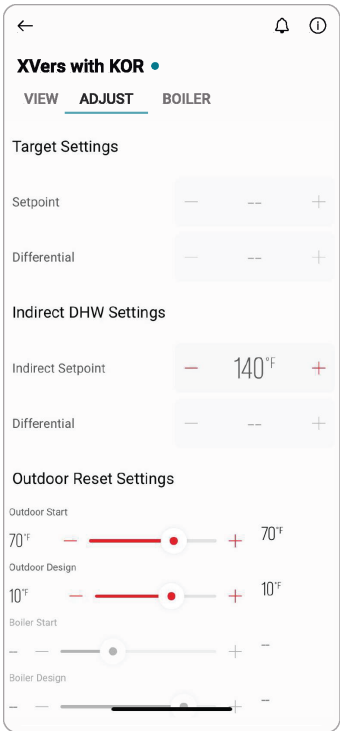 XVers with KOR
VIEW ADJUST BOILER
Target Settings
Setpoint − -- +
Differential − -- +
Indirect DHW Settings
Indirect Setpoint − 140°F +
Differential − -- +
Outdoor Reset Settings
Outdoor Start
70°F − + 70°F
Outdoor Design
10°F − + 10°F
Boiler Start
– − + –
Boiler Design
– − + –